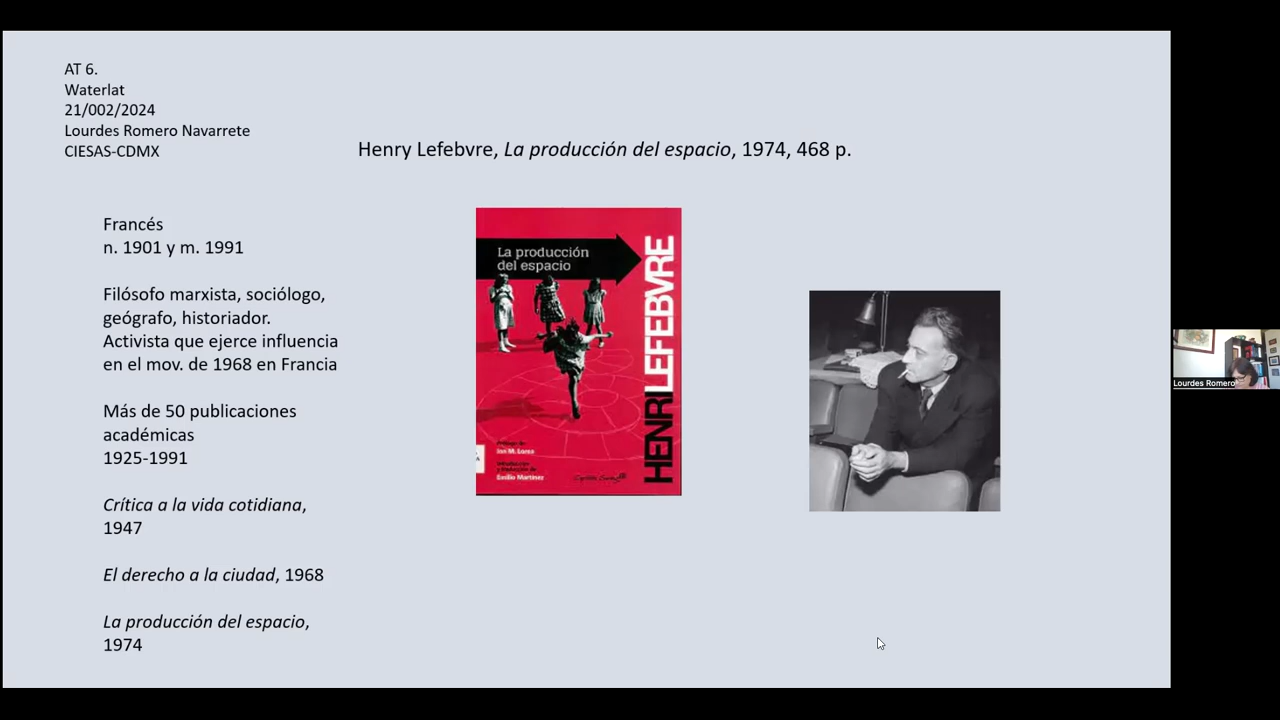 AT 6.
Waterlat
21/002/2024
Lourdes Romero Navarrete
CIESAS-CDMX
Henry Lefebvre, La producción del espacio, 1974, 468 p.
Francés
n. 1901 y m. 1991
Filósofo marxista, sociólogo,
geógrafo, historiador.
Activista que ejerce influencia
en el mov. de 1968 en Francia
Más de 50 publicaciones
académicas
1925-1991
Crítica a la vida cotidiana,
1947
El derecho a la ciudad, 1968
La producción del espacio,
1974
La producción
del espacio
HENRI LEFEBVRE
Emilio Martínez
Lourdes Romero